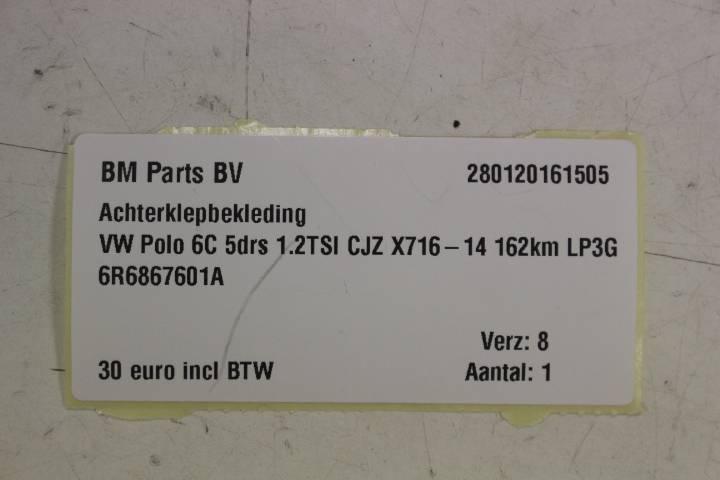 BM Parts BV 280120161505
Achterklepbekleding
VW Polo 6C 5drs 1.2TSI CJZ X716 – 14 162km LP3G
6R6867601A
Verz: 8
30 euro incl BTW Aantal: 1